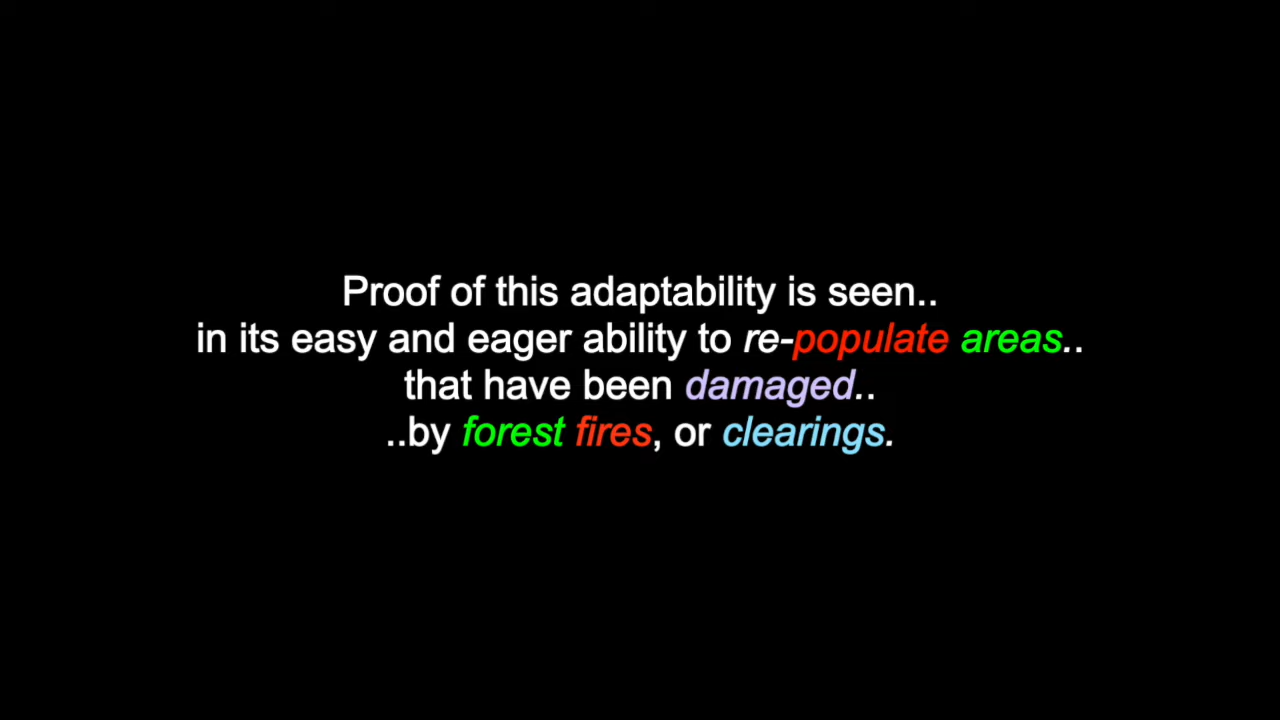 Proof of this adaptability is seen..
in its easy and eager ability to re-populate areas..
that have been damaged..
..by forest fires, or clearings.